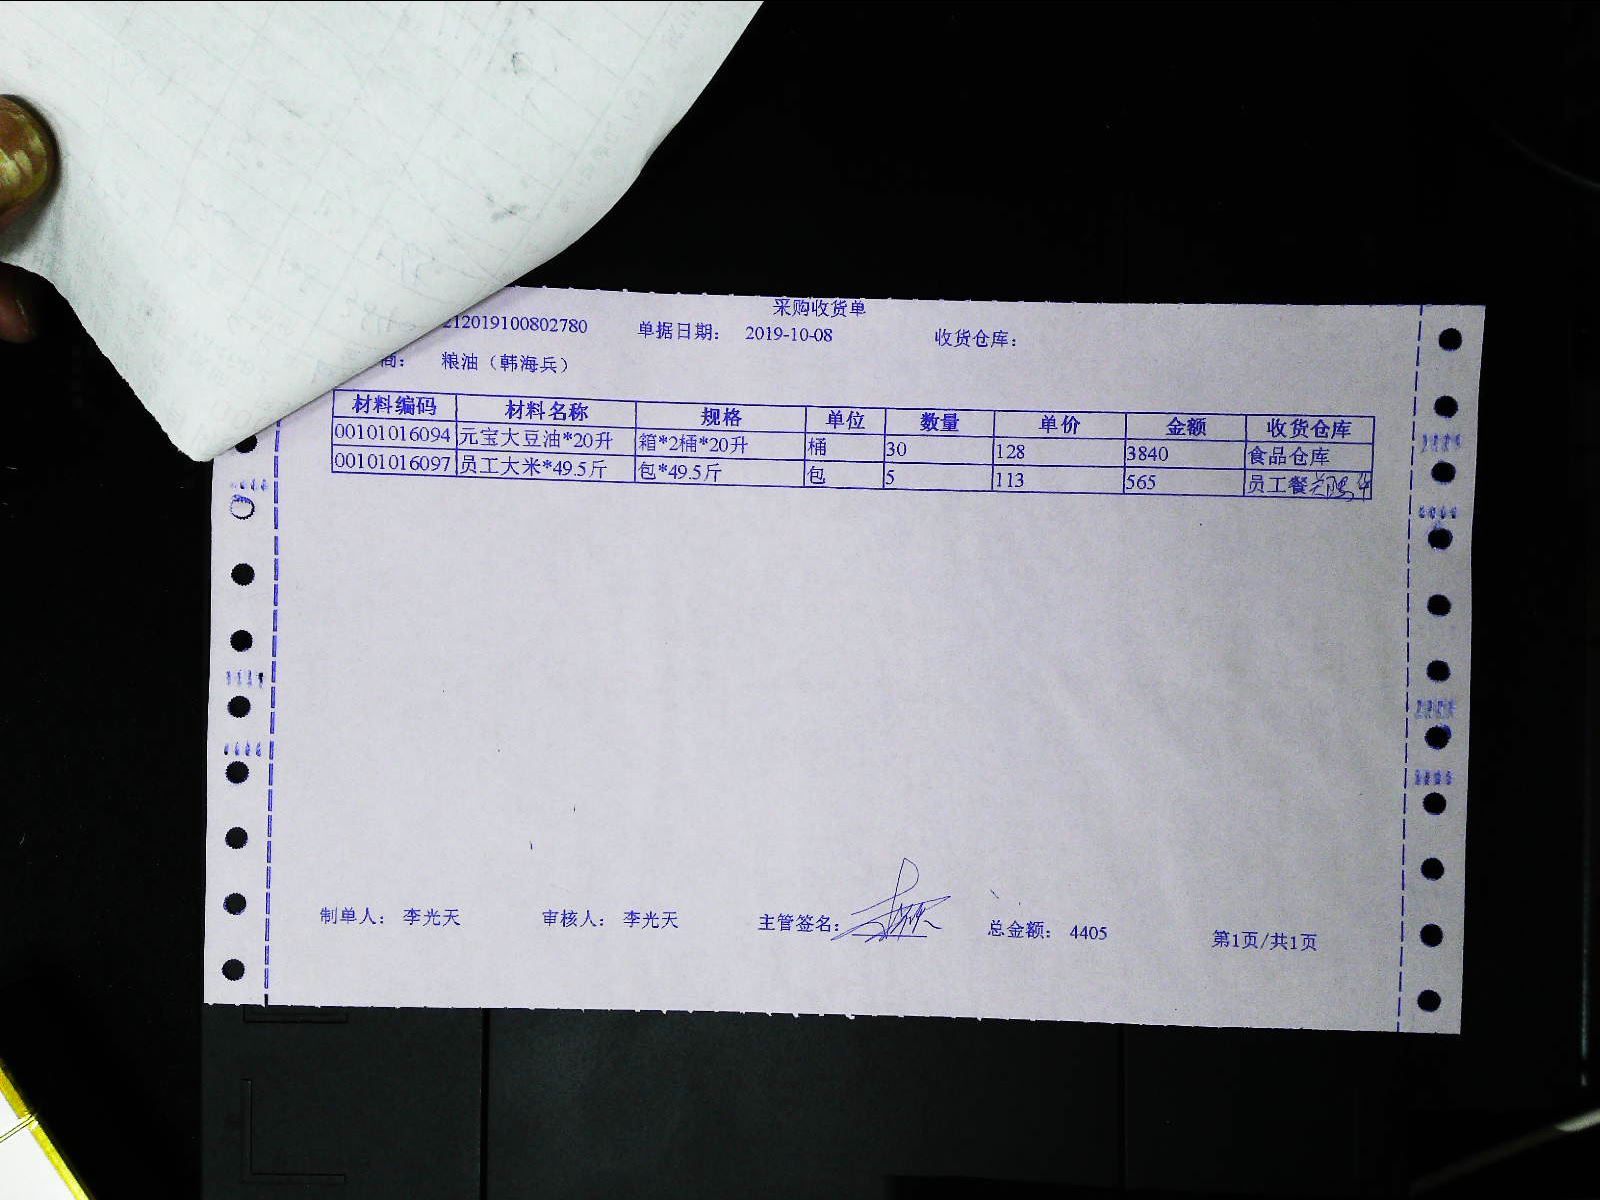 采购收货单
212019100802780 单据日期： 2019-10-08 收货仓库：
商： 粮油（韩海兵）
材料编码 材料名称 规格 单位 数量 单价 金额 收货仓库
00101016094 元宝大豆油*20升 箱*2桶*20升 桶 30 128 3840 食品仓库
00101016097 员工大米*49.5斤 包*49.5斤 包 5 113 565 员工餐
制单人： 李光天 审核人： 李光天 主管签名： 总金额： 4405 第1页/共1页